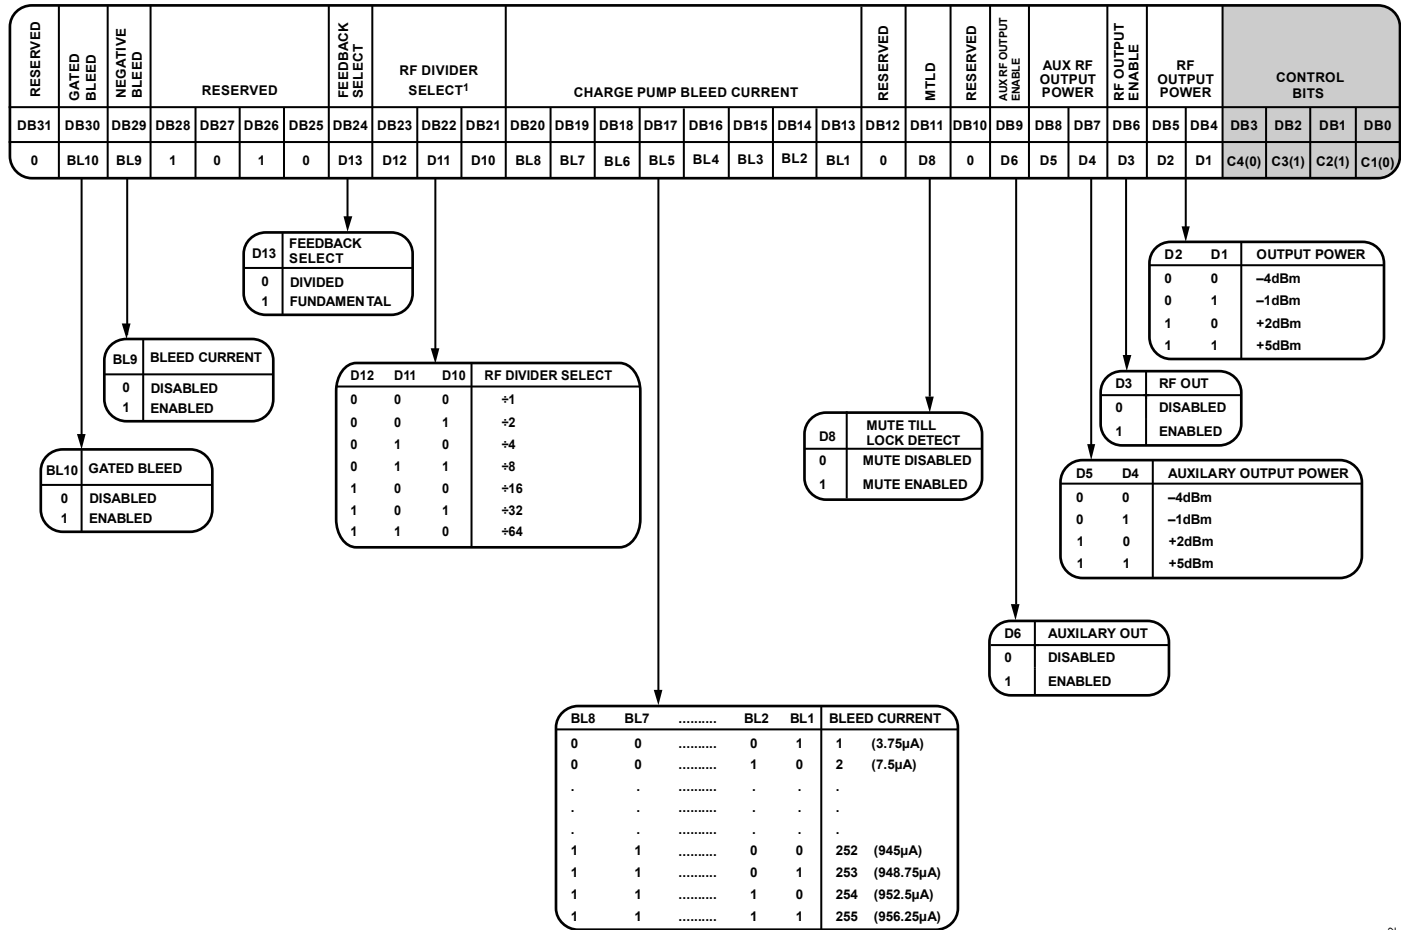 RESERVED
GATED BLEED
NEGATIVE BLEED
RESERVED
FEEDBACK SELECT
RF DIVIDER SELECT1
CHARGE PUMP BLEED CURRENT
RESERVED
MTLD
RESERVED
AUX RF OUTPUT ENABLE
AUX RF OUTPUT POWER
RF OUTPUT ENABLE
RF OUTPUT POWER
CONTROL BITS
DB31 DB30 DB29 DB28 DB27 DB26 DB25 DB24 DB23 DB22 DB21 DB20 DB19 DB18 DB17 DB16 DB15 DB14 DB13 DB12 DB11 DB10 DB9 DB8 DB7 DB6 DB5 DB4 DB3 DB2 DB1 DB0
0 BL10 BL9 1 0 1 0 D13 D12 D11 D10 BL8 BL7 BL6 BL5 BL4 BL3 BL2 BL1 0 D8 0 D6 D5 D4 D3 D2 D1 C4(0) C3(1) C2(1) C1(0)
D13 FEEDBACK SELECT
0 DIVIDED
1 FUNDAMENTAL
D2 D1 OUTPUT POWER
0 0 –4dBm
0 1 –1dBm
1 0 +2dBm
1 1 +5dBm
BL9 BLEED CURRENT
0 DISABLED
1 ENABLED
D12 D11 D10 RF DIVIDER SELECT
0 0 0 ÷1
0 0 1 ÷2
0 1 0 ÷4
0 1 1 ÷8
1 0 0 ÷16
1 0 1 ÷32
1 1 0 ÷64
D3 RF OUT
0 DISABLED
1 ENABLED
D8 MUTE TILL LOCK DETECT
0 MUTE DISABLED
1 MUTE ENABLED
BL10 GATED BLEED
0 DISABLED
1 ENABLED
D5 D4 AUXILARY OUTPUT POWER
0 0 –4dBm
0 1 –1dBm
1 0 +2dBm
1 1 +5dBm
D6 AUXILARY OUT
0 DISABLED
1 ENABLED
BL8 BL7 .......... BL2 BL1 BLEED CURRENT
0 0 .......... 0 1 1 (3.75µA)
0 0 .......... 1 0 2 (7.5µA)
. . .......... . . .
. . .......... . . .
. . .......... . . .
1 1 .......... 0 0 252 (945µA)
1 1 .......... 0 1 253 (948.75µA)
1 1 .......... 1 0 254 (952.5µA)
1 1 .......... 1 1 255 (956.25µA)